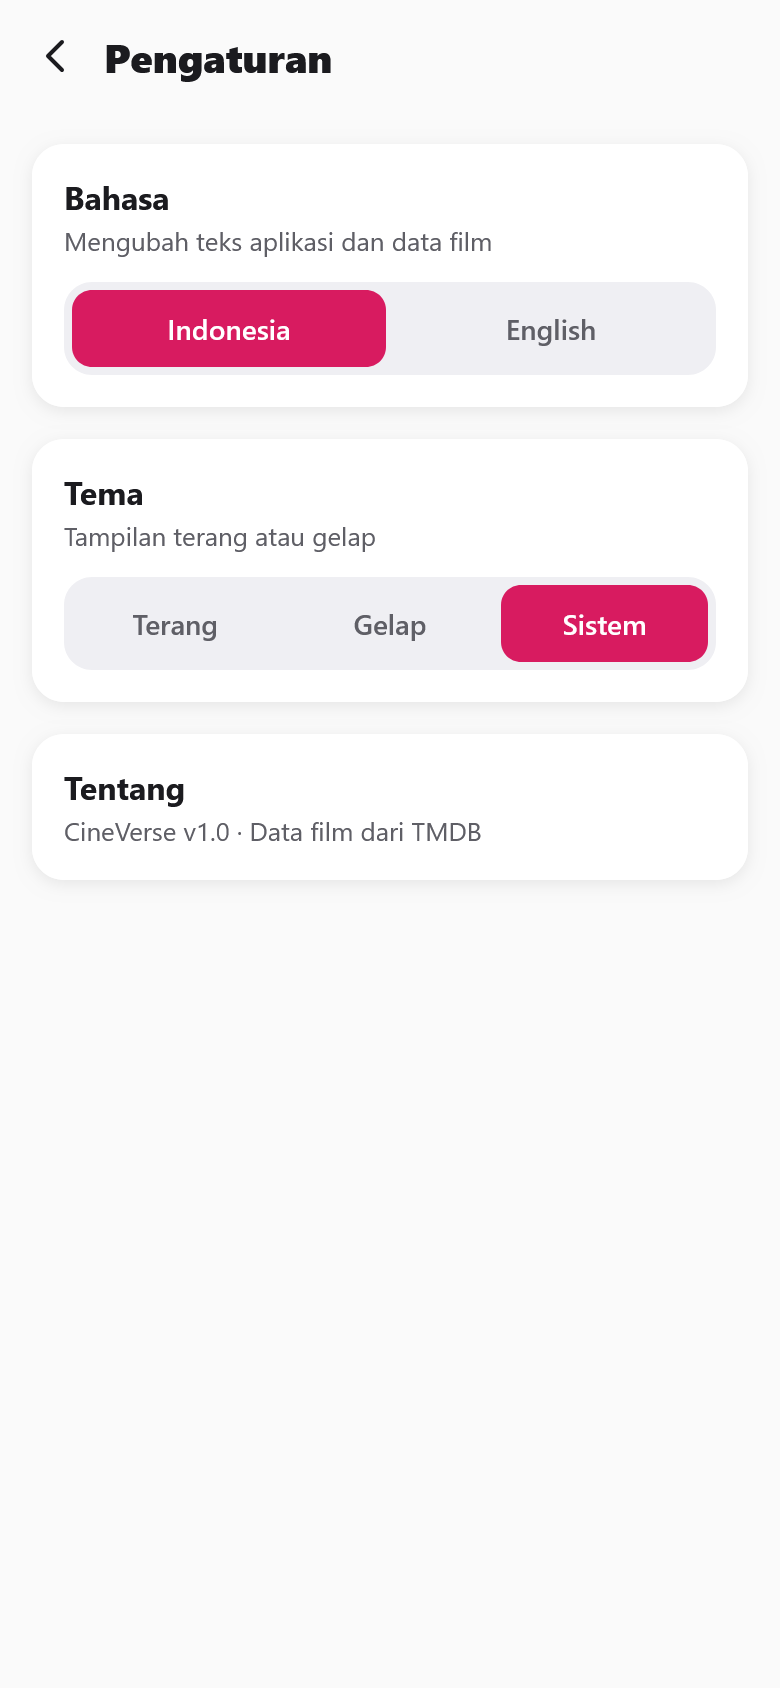 Pengaturan
Bahasa
Mengubah teks aplikasi dan data film
Indonesia English
Tema
Tampilan terang atau gelap
Terang Gelap Sistem
Tentang
CineVerse v1.0 · Data film dari TMDB